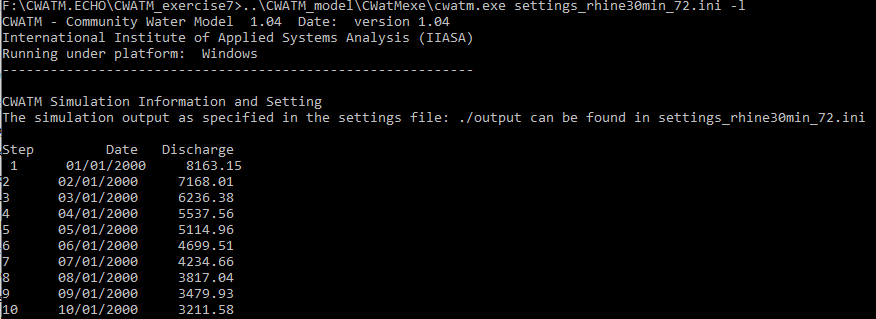 F:\CWATM.ECHO\CWATM_exercise7>..\CWATM_model\CWatMexe\cwatm.exe settings_rhine30min_72.ini -l
CWATM - Community Water Model  1.04  Date:  version 1.04
International Institute of Applied Systems Analysis (IIASA)
Running under platform:  Windows
-----------------------------------------------------------
CWATM Simulation Information and Setting
The simulation output as specified in the settings file: ./output can be found in settings_rhine30min_72.ini
Step         Date   Discharge
1      01/01/2000     8163.15
2      02/01/2000     7168.01
3      03/01/2000     6236.38
4      04/01/2000     5537.56
5      05/01/2000     5114.96
6      06/01/2000     4699.51
7      07/01/2000     4234.66
8      08/01/2000     3817.04
9      09/01/2000     3479.93
10     10/01/2000     3211.58